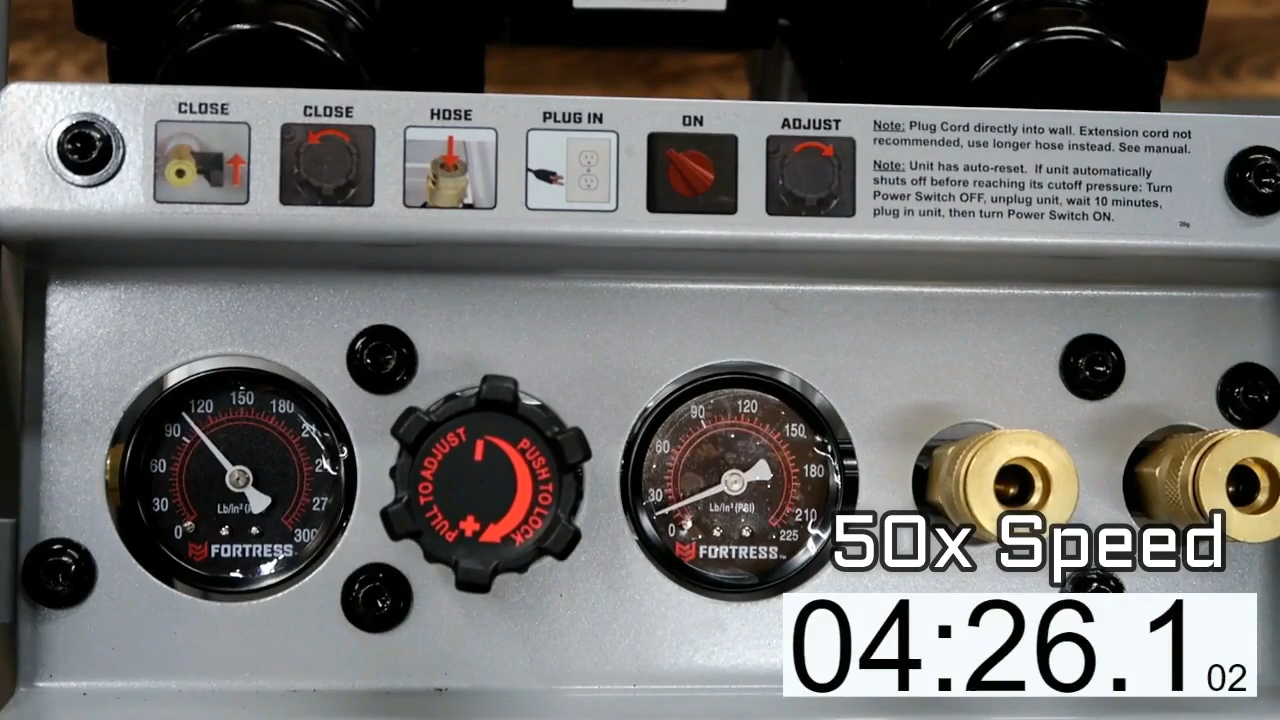 CLOSE
CLOSE
HOSE
PLUG IN
ON
ADJUST
Note: Plug Cord directly into wall. Extension cord not
recommended, use longer hose instead. See manual.
Note: Unit has auto-reset. If unit automatically
shuts off before reaching its cutoff pressure: Turn
Power Switch OFF, unplug unit, wait 10 minutes,
plug in unit, then turn Power Switch ON.
0 30 60 90 120 150 180 300
Lb/in²
FORTRESS
PULL TO ADJUST
PUSH TO LOCK
- +
0 30 60 90 120 150 180 210 225
Lb/in² (PSI)
FORTRESS™
50x Speed
04:26.1 02